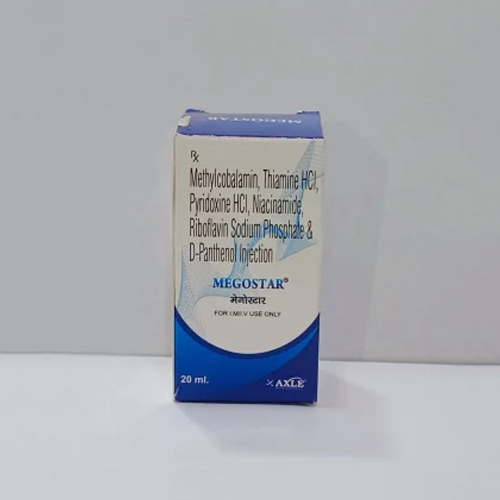 MEGOSTAR
Rx
Methylcobalamin, Thiamine HCl,
Pyridoxine HCl, Niacinamide,
Riboflavin Sodium Phosphate &
D-Panthenol Injection
MEGOSTAR®
मेगोस्टार
FOR I.M/I.V USE ONLY
20 ml.
AXLE